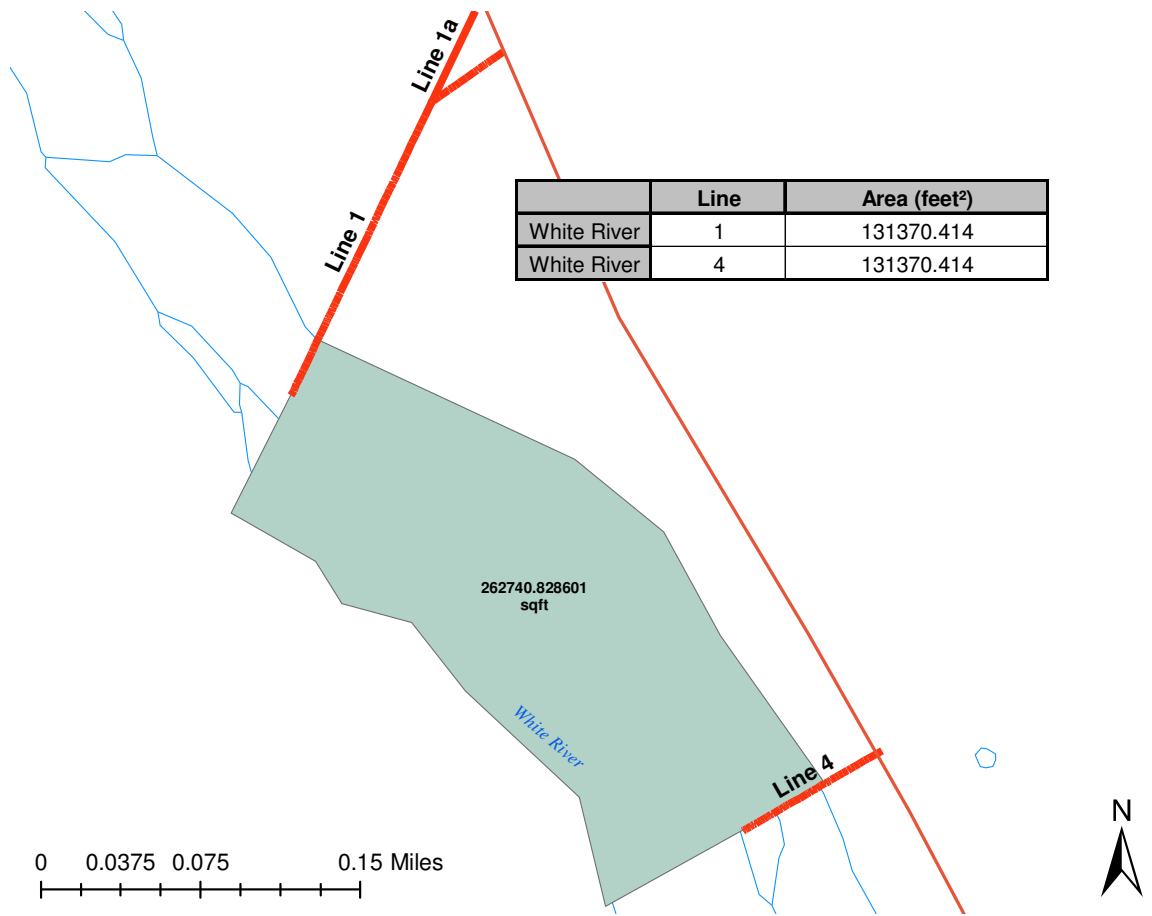 Line 1a
Line 1
Line Area (feet²)
White River 1 131370.414
White River 4 131370.414
262740.828601
sqft
White River
Line 4
N
0 0.0375 0.075 0.15 Miles